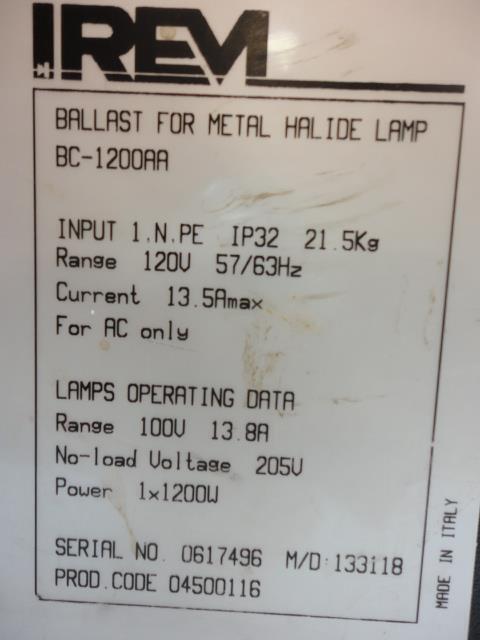 IREM
BALLAST FOR METAL HALIDE LAMP
BC-1200AA
INPUT 1,N,PE IP32 21.5Kg
Range 120V 57/63Hz
Current 13.5Amax
For AC only
LAMPS OPERATING DATA
Range 100V 13.8A
No-load Voltage 205V
Power 1x1200W
SERIAL NO. 0617496 M/D:133118
PROD.CODE 04500116
MADE IN ITALY